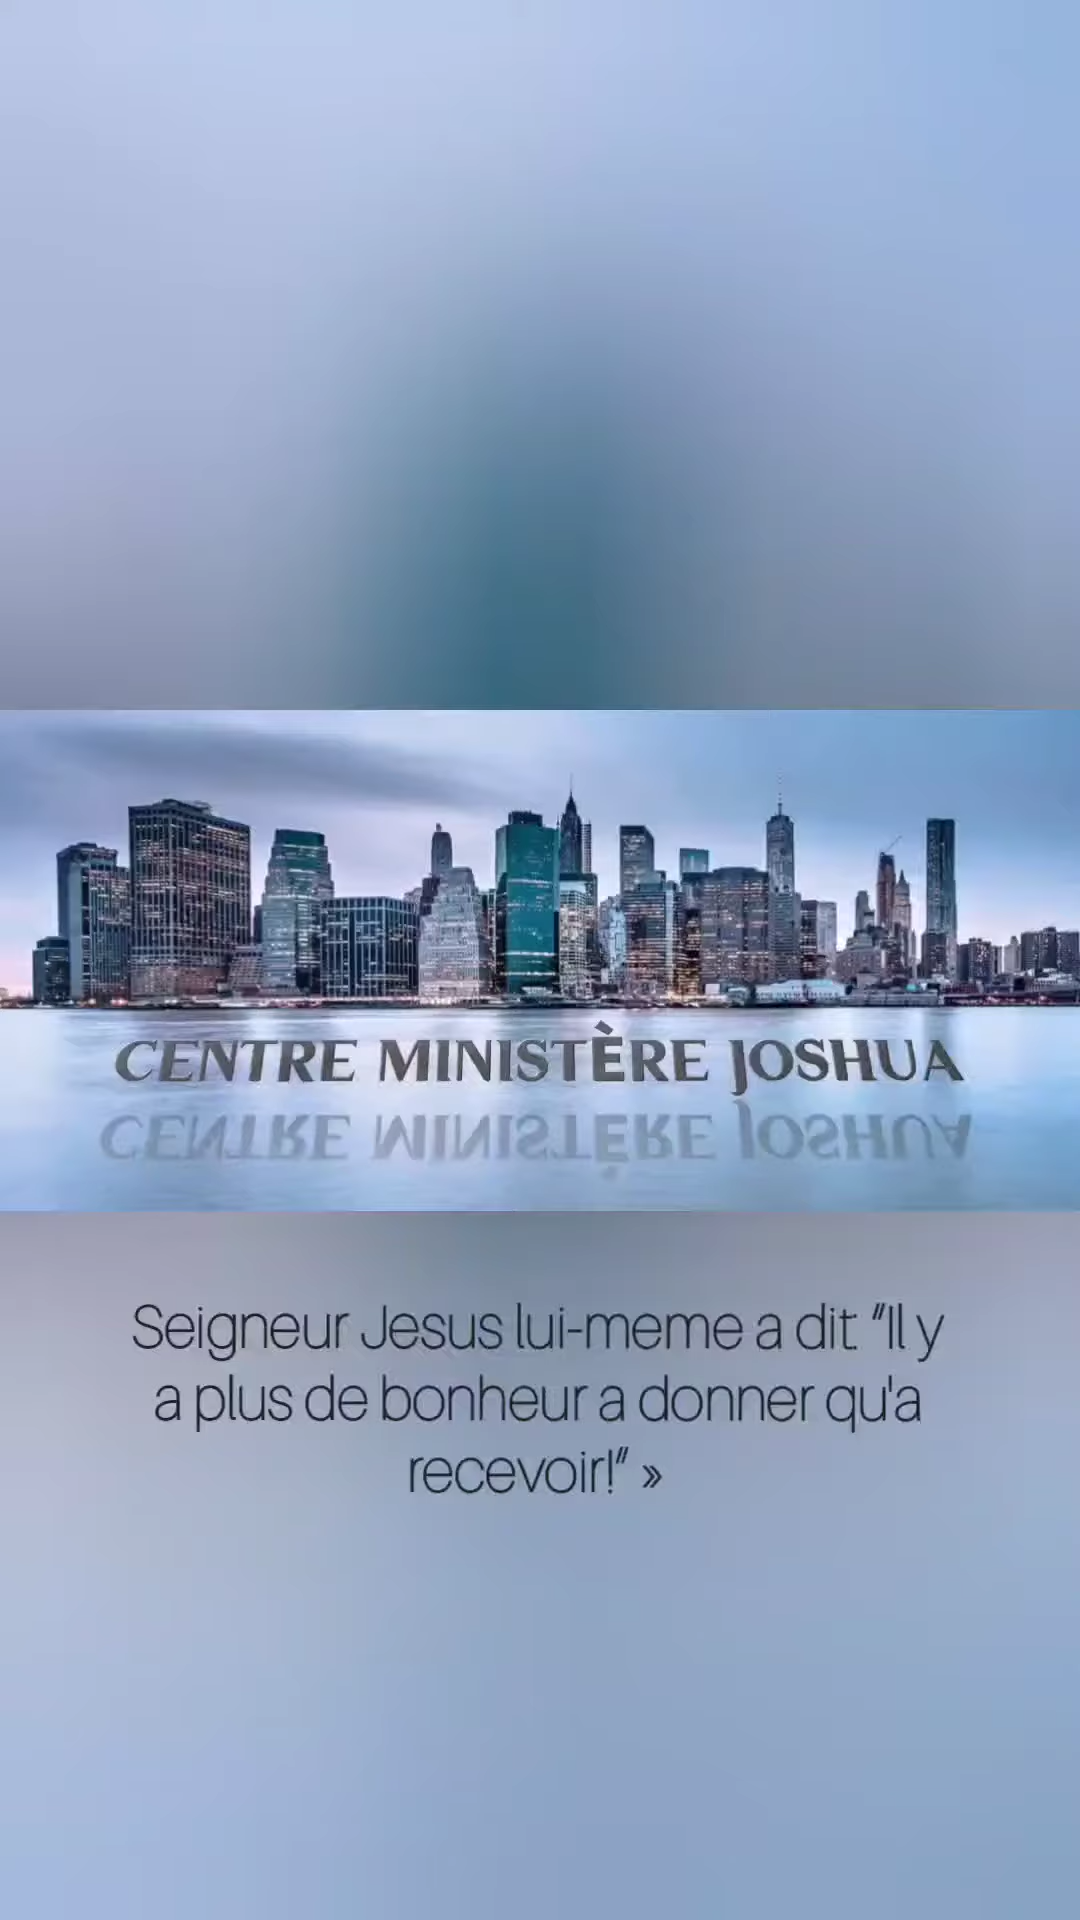 CENTRE MINISTÈRE JOSHUA
CENTRE MINISTÈRE JOSHUA
Seigneur Jesus lui-meme a dit: “Il y
a plus de bonheur a donner qu'a
recevoir!” »